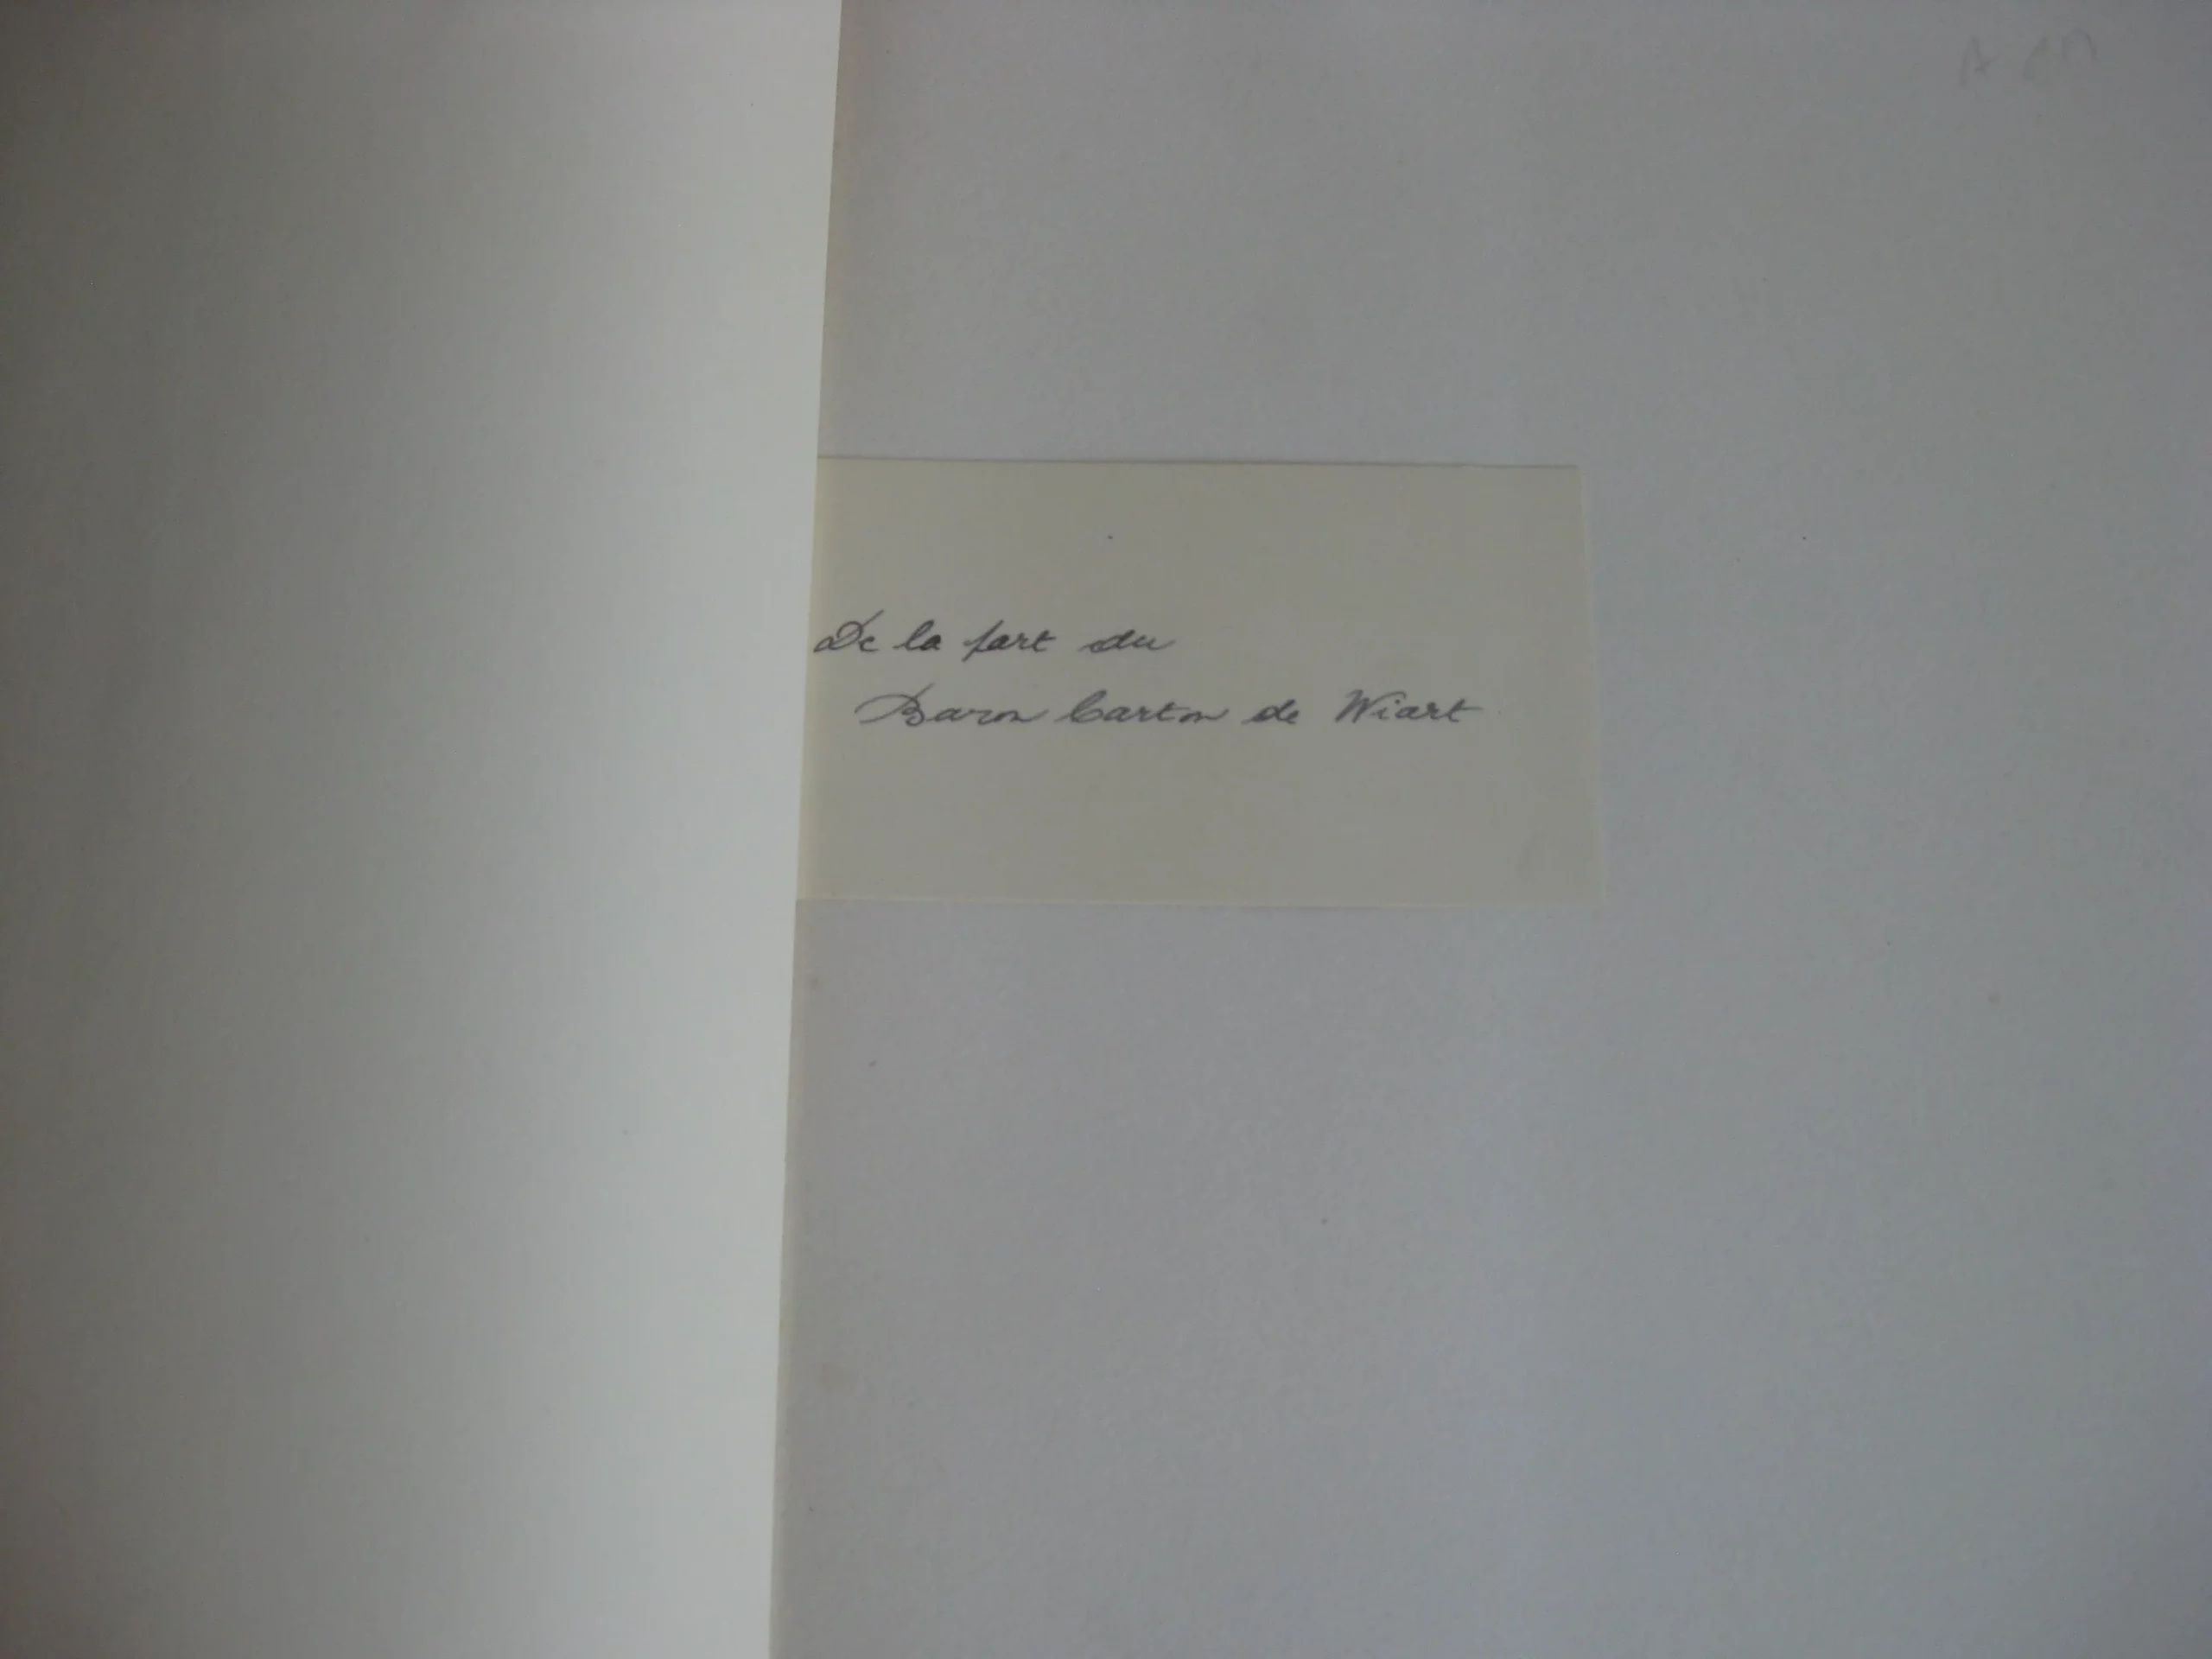 De la part du
Baron Carton de Wiart